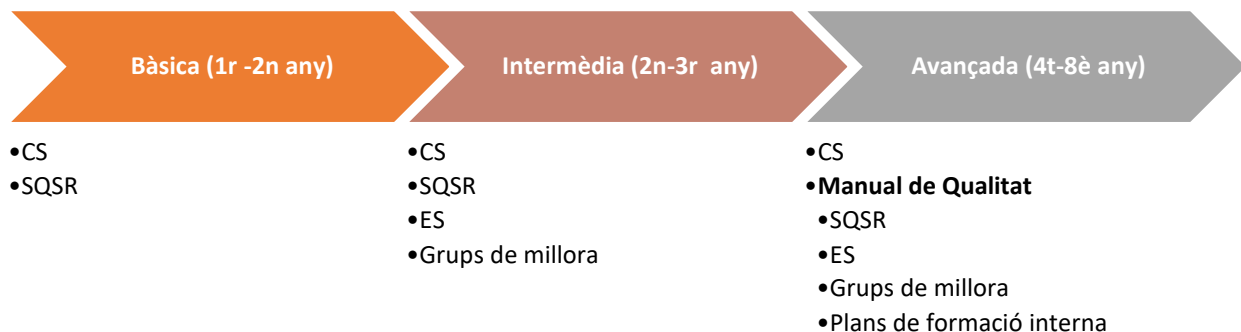 Bàsica (1r -2n any)
•CS
•SQSR
Intermèdia (2n-3r any)
•CS
•SQSR
•ES
•Grups de millora
Avançada (4t-8è any)
•CS
•Manual de Qualitat
•SQSR
•ES
•Grups de millora
•Plans de formació interna